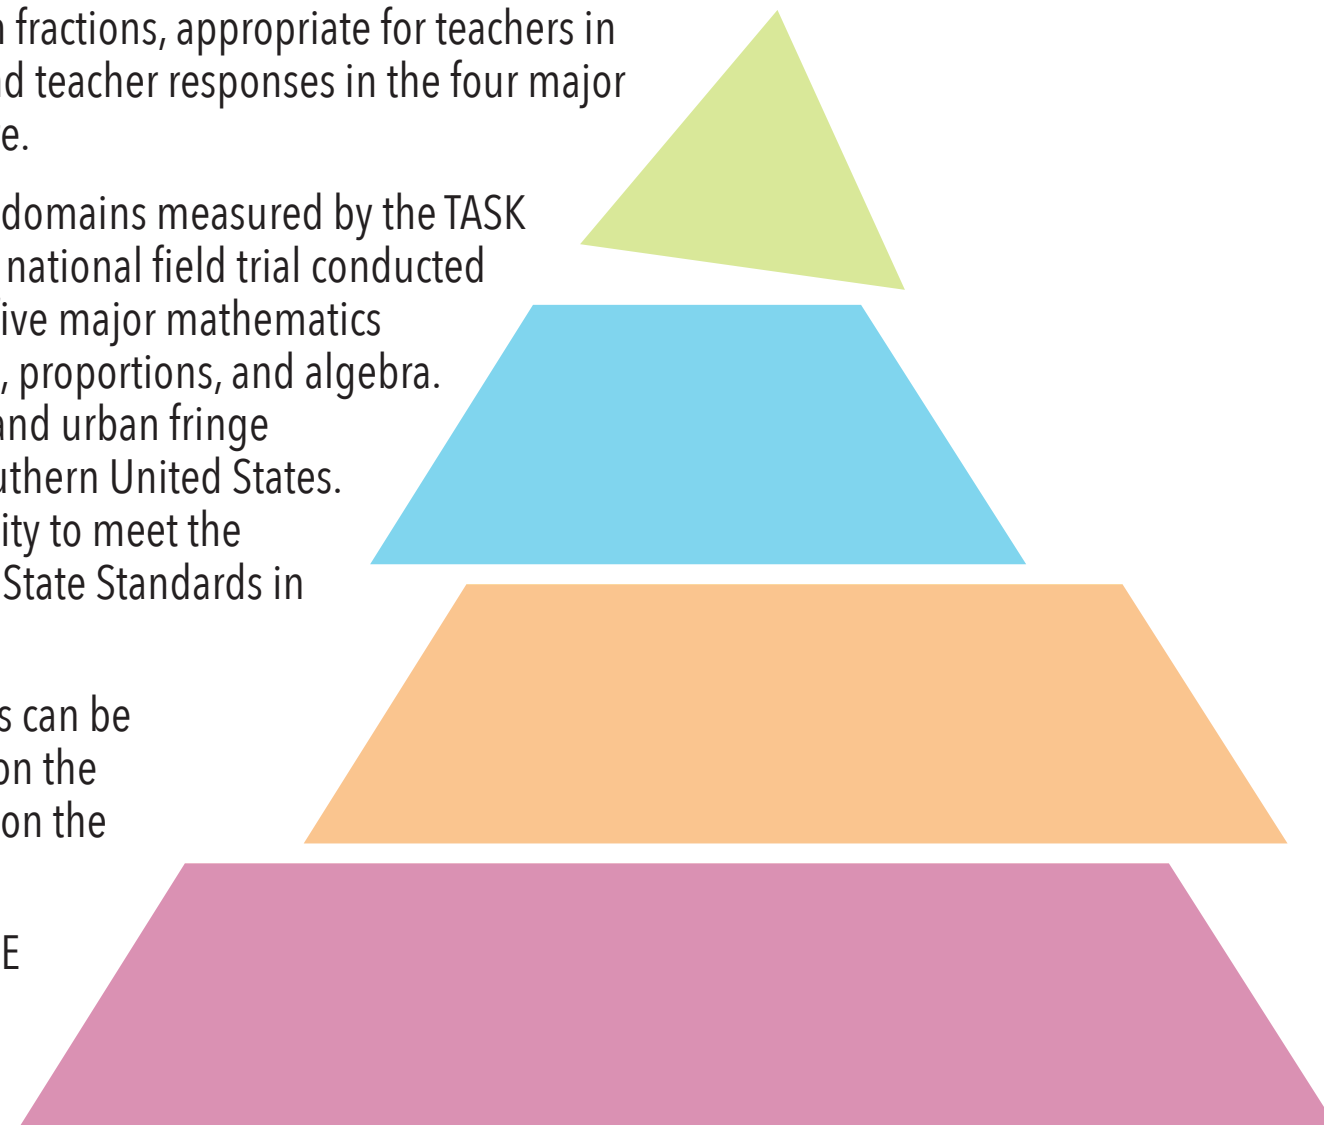 fractions, appropriate for teachers in
teacher responses in the four major
e.
domains measured by the TASK
national field trial conducted
ive major mathematics
, proportions, and algebra.
and urban fringe
uthern United States.
ity to meet the
State Standards in
s can be
on the
on the
E